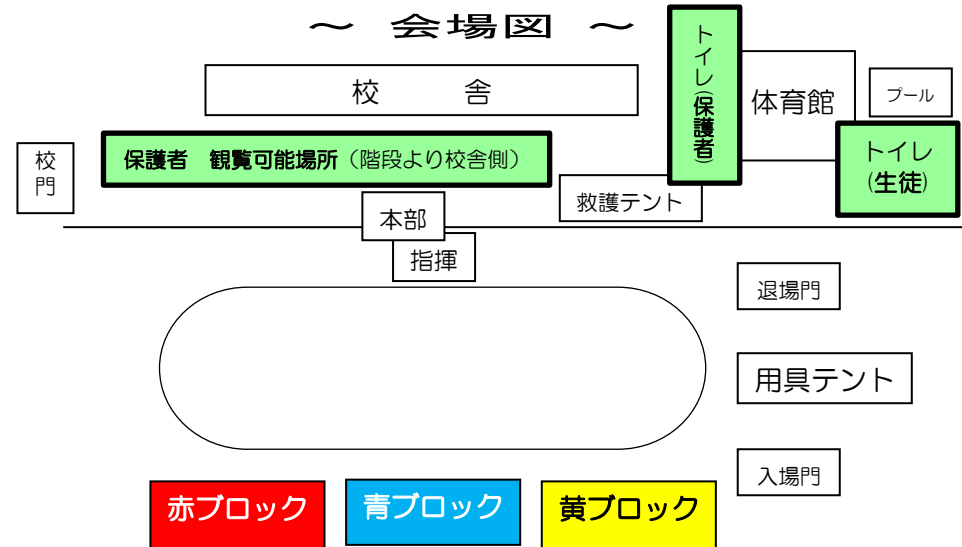 ～ 会場図 ～
校　　舎
トイレ(保護者)
体育館
プール
校門
保護者　観覧可能場所（階段より校舎側）
トイレ
(生徒)
救護テント
本部
指揮
退場門
用具テント
入場門
赤ブロック
青ブロック
黄ブロック